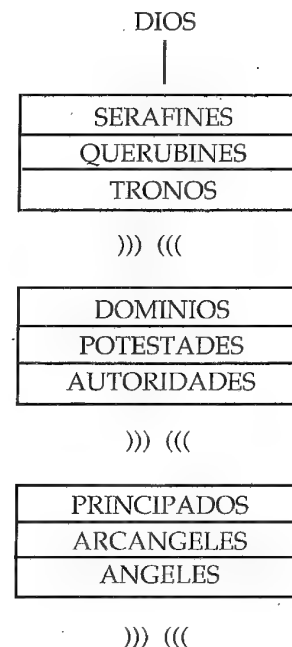 DIOS
SERAFINES
QUERUBINES
TRONOS
))) (((
DOMINIOS
POTESTADES
AUTORIDADES
))) (((
PRINCIPADOS
ARCANGELES
ANGELES
))) (((